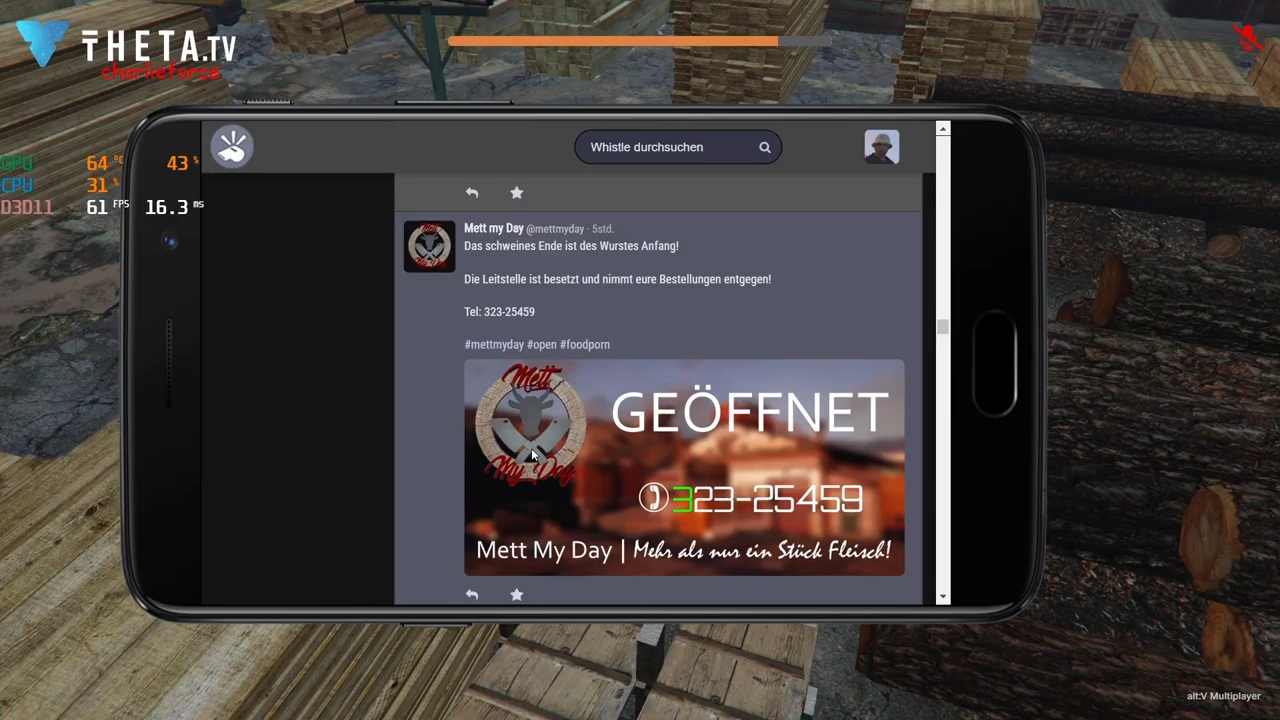 THETA.TV
charlieforce
GPU 64 °C 43 %
CPU 31 %
D3D11 61 FPS 16.3 ms
Whistle durchsuchen
Mett my Day @mettmyday · 5std.
Das schweines Ende ist des Wurstes Anfang!
Die Leitstelle ist besetzt und nimmt eure Bestellungen entgegen!
Tel: 323-25459
#mettmyday #open #foodporn
Mett
My Day
GEÖFFNET
323-25459
Mett My Day | Mehr als nur ein Stück Fleisch!
alt:V Multiplayer